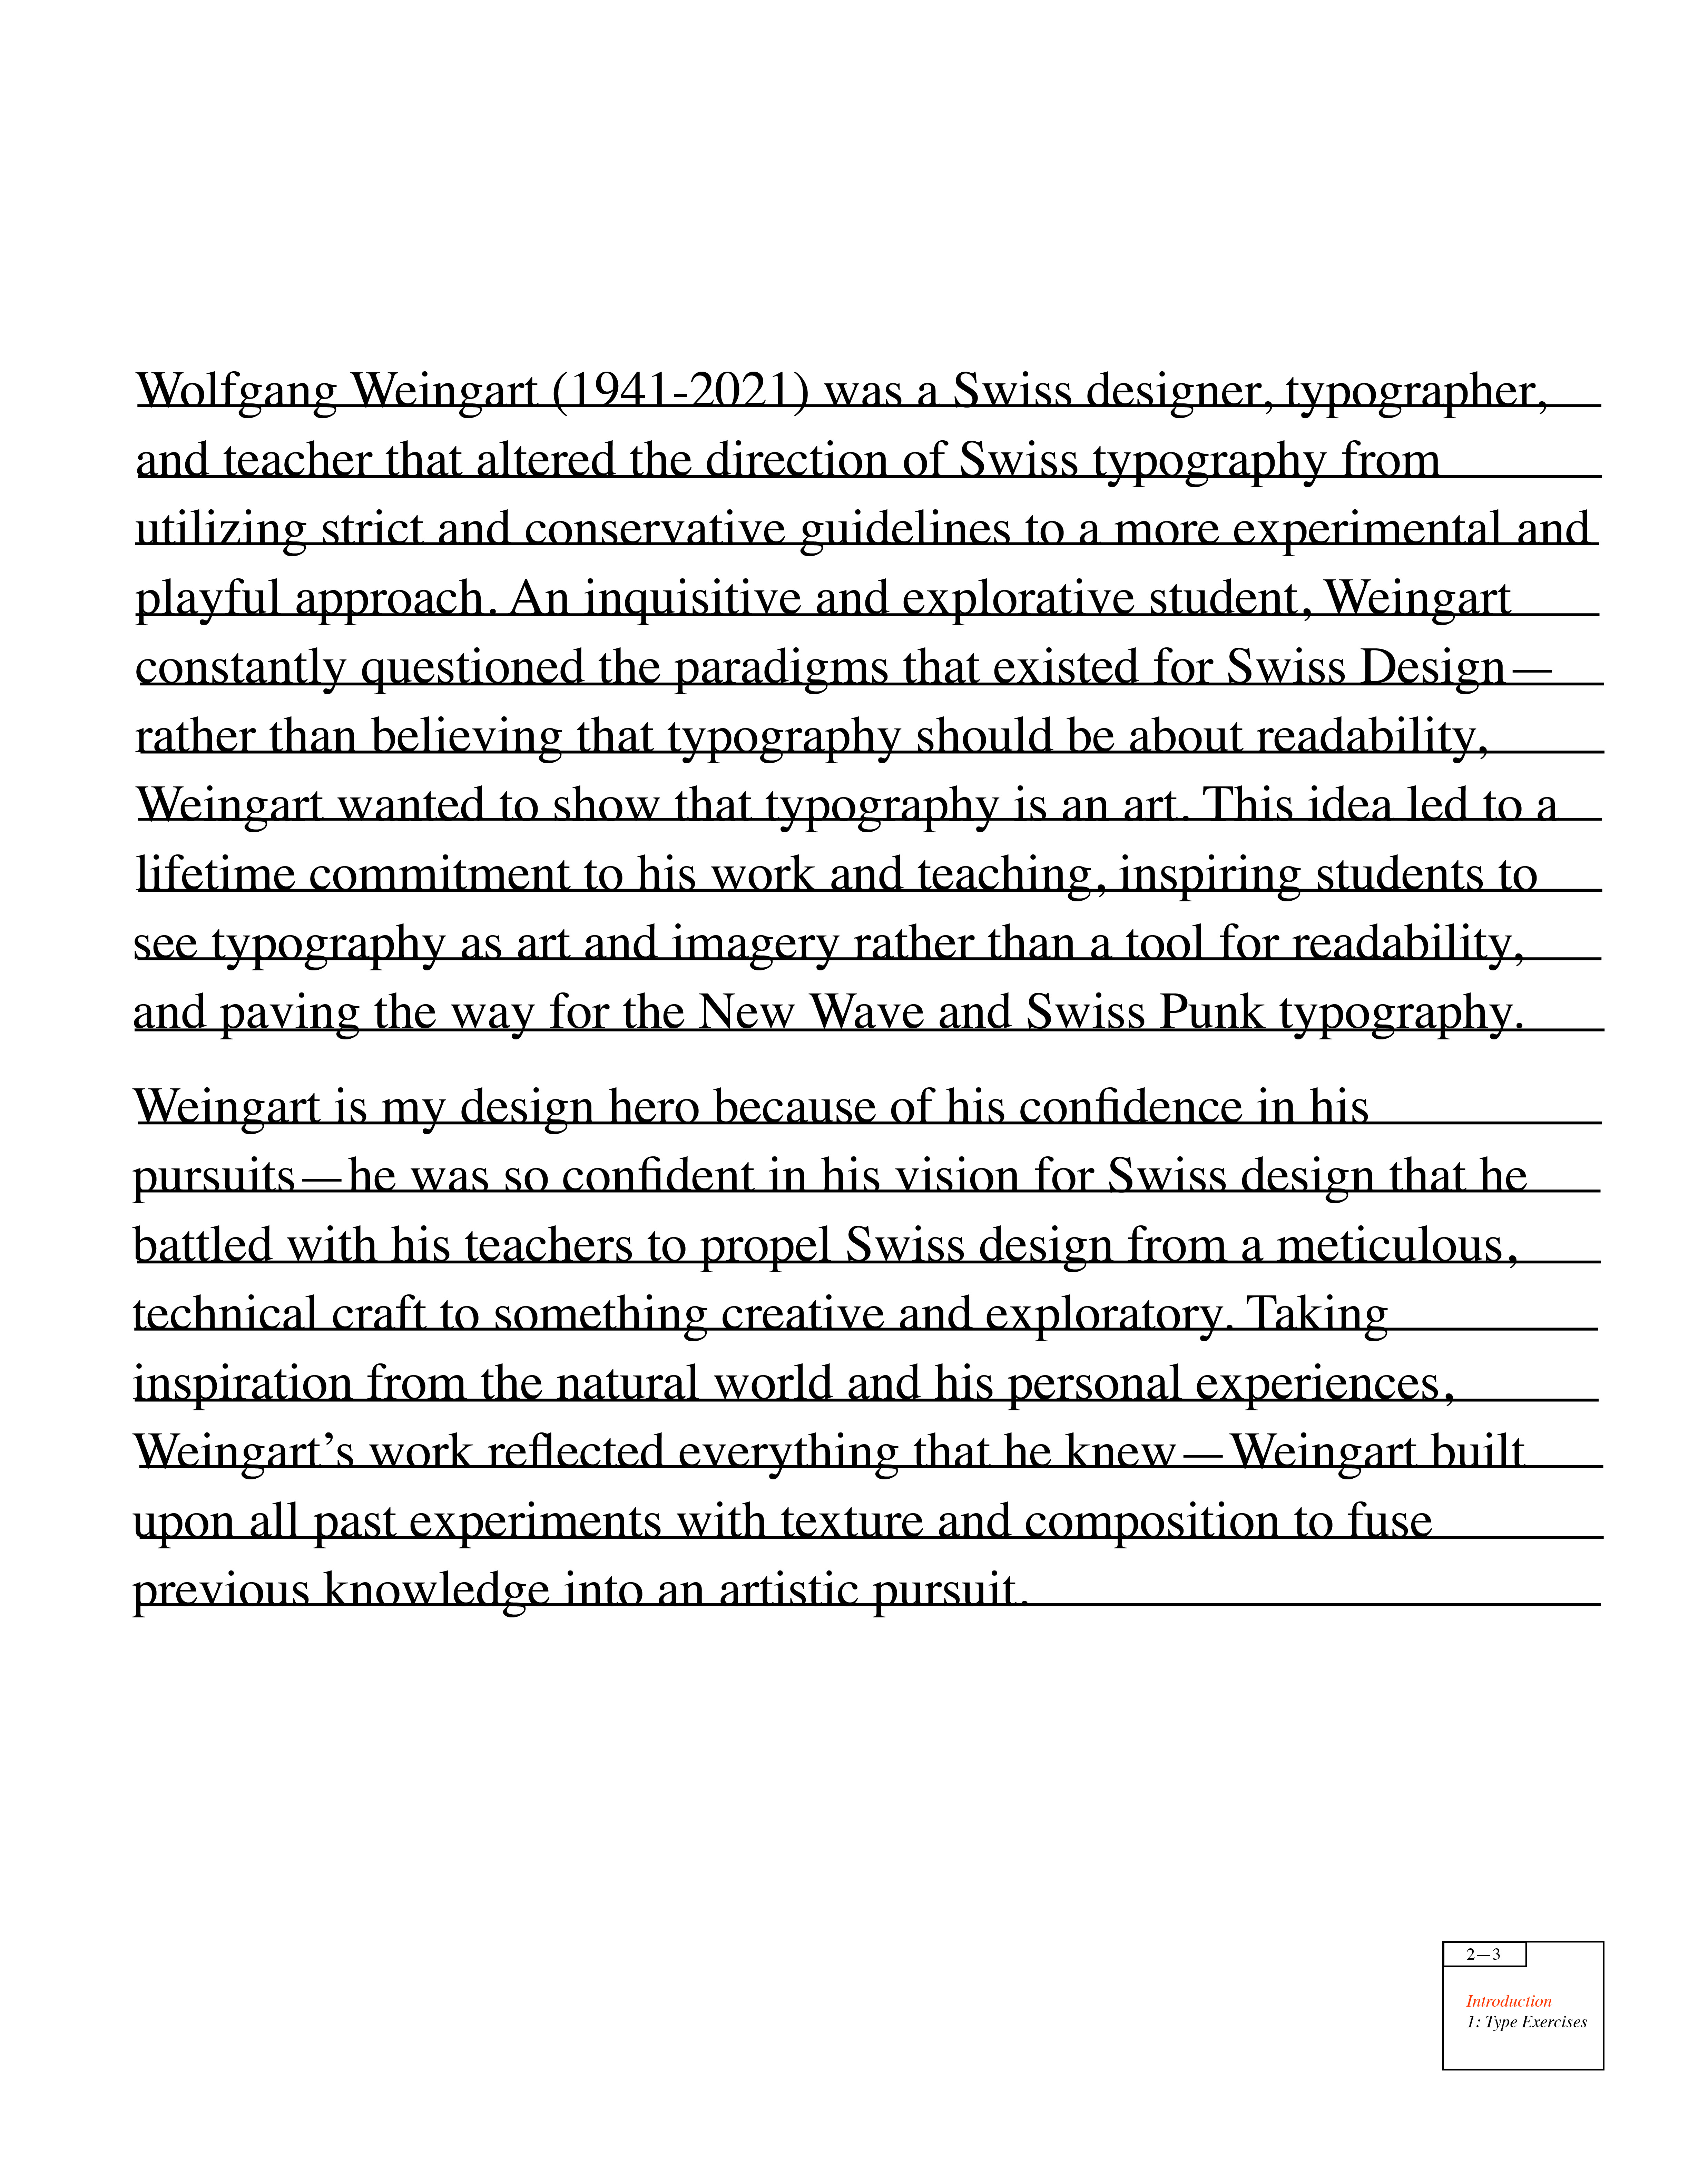 Wolfgang Weingart (1941-2021) was a Swiss designer, typographer,
and teacher that altered the direction of Swiss typography from
utilizing strict and conservative guidelines to a more experimental and
playful approach. An inquisitive and explorative student, Weingart
constantly questioned the paradigms that existed for Swiss Design—
rather than believing that typography should be about readability,
Weingart wanted to show that typography is an art. This idea led to a
lifetime commitment to his work and teaching, inspiring students to
see typography as art and imagery rather than a tool for readability,
and paving the way for the New Wave and Swiss Punk typography.
Weingart is my design hero because of his confidence in his
pursuits—he was so confident in his vision for Swiss design that he
battled with his teachers to propel Swiss design from a meticulous,
technical craft to something creative and exploratory. Taking
inspiration from the natural world and his personal experiences,
Weingart’s work reflected everything that he knew—Weingart built
upon all past experiments with texture and composition to fuse
previous knowledge into an artistic pursuit.
2—3
Introduction
1: Type Exercises